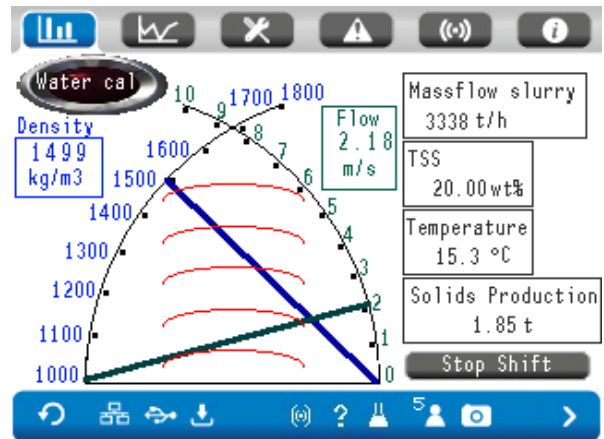 Water cal
Density
1499
kg/m3
10
9
8
7
6
5
4
3
2
1
0
1800
1700
1600
1500
1400
1300
1200
1100
1000
Flow
2.18
m/s
Massflow slurry
3338 t/h
TSS
20.00 wt%
Temperature
15.3 °C
Solids Production
1.85 t
Stop Shift
?
5
>